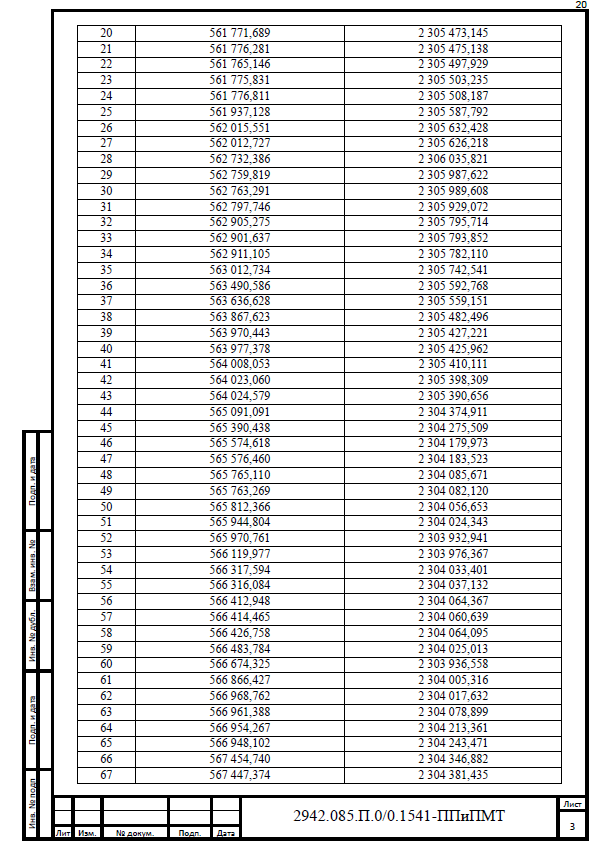 20
20 561 771,689 2 305 473,145
21 561 776,281 2 305 475,138
22 561 765,146 2 305 497,929
23 561 775,831 2 305 503,235
24 561 776,811 2 305 508,187
25 561 937,128 2 305 587,792
26 562 015,551 2 305 632,428
27 562 012,727 2 305 626,218
28 562 732,386 2 306 035,821
29 562 759,819 2 305 987,622
30 562 763,291 2 305 989,608
31 562 797,746 2 305 929,072
32 562 905,275 2 305 795,714
33 562 901,637 2 305 793,852
34 562 911,105 2 305 782,110
35 563 012,734 2 305 742,541
36 563 490,586 2 305 592,768
37 563 636,628 2 305 559,151
38 563 867,623 2 305 482,496
39 563 970,443 2 305 427,221
40 563 977,378 2 305 425,962
41 564 008,053 2 305 410,111
42 564 023,060 2 305 398,309
43 564 024,579 2 305 390,656
44 565 091,091 2 304 374,911
45 565 390,438 2 304 275,509
46 565 574,618 2 304 179,973
47 565 576,460 2 304 183,523
48 565 765,110 2 304 085,671
49 565 763,269 2 304 082,120
50 565 812,366 2 304 056,653
51 565 944,804 2 304 024,343
52 565 970,761 2 303 932,941
53 566 119,977 2 303 976,367
54 566 317,594 2 304 033,401
55 566 316,084 2 304 037,132
56 566 412,948 2 304 064,367
57 566 414,465 2 304 060,639
58 566 426,758 2 304 064,095
59 566 483,784 2 304 025,013
60 566 674,325 2 303 936,558
61 566 866,427 2 304 005,316
62 566 968,762 2 304 017,632
63 566 961,388 2 304 078,899
64 566 954,267 2 304 213,361
65 566 948,102 2 304 243,471
66 567 454,740 2 304 346,882
67 567 447,374 2 304 381,435
Подп. и дата
Взам. инв. №
Инв. № дубл.
Подп. и дата
Инв. № подл
Лит Изм. № докум. Подп. Дата
2942.085.П.0/0.1541-ППиПМТ
Лист
3